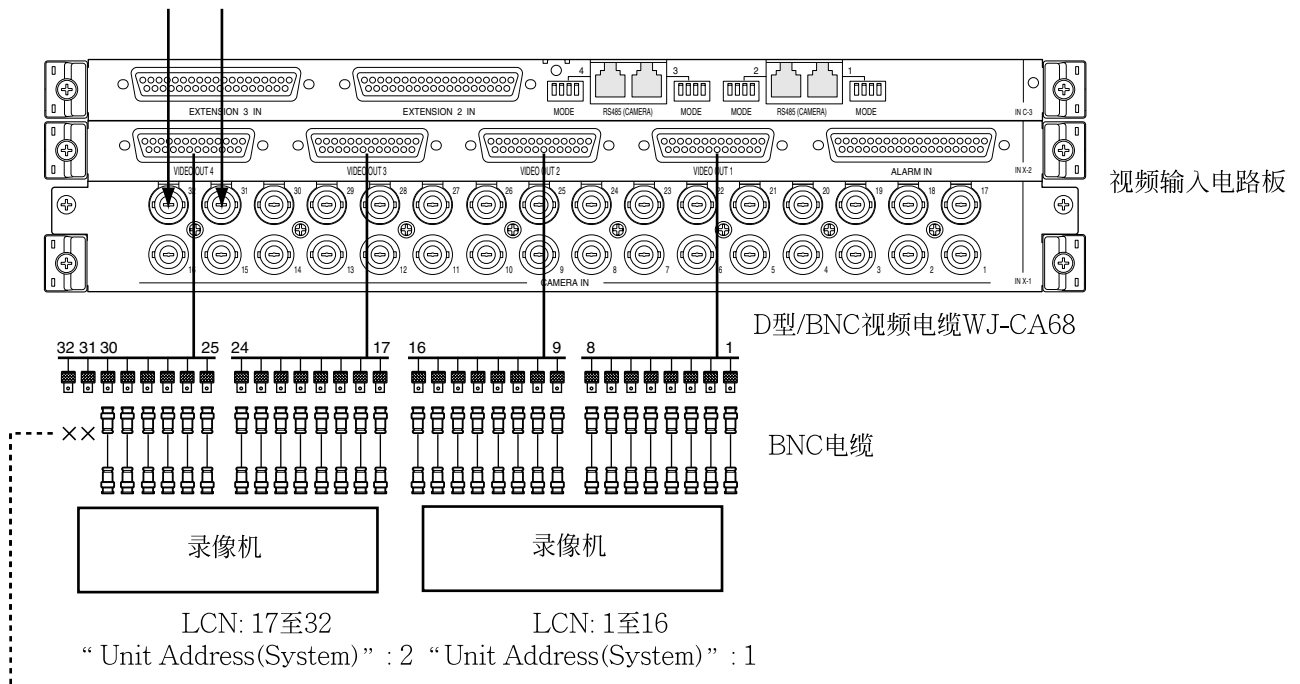 4 3 2 1
EXTENSION 3 IN EXTENSION 2 IN MODE RS485 (CAMERA) MODE MODE RS485 (CAMERA) MODE IN C-3
VIDEO OUT 4 VIDEO OUT 3 VIDEO OUT 2 VIDEO OUT 1 ALARM IN IN X-2
视频输入电路板
32 31 30 29 28 27 26 25 24 23 22 21 20 19 18 17
16 15 14 13 12 11 10 9 8 7 6 5 4 3 2 1
CAMERA IN IN X-1
D型/BNC视频电缆WJ-CA68
32 31 30 25 24 17 16 9 8 1
××
BNC电缆
录像机 录像机
LCN: 17至32 LCN: 1至16
“Unit Address(System)” : 2 “Unit Address(System)” : 1